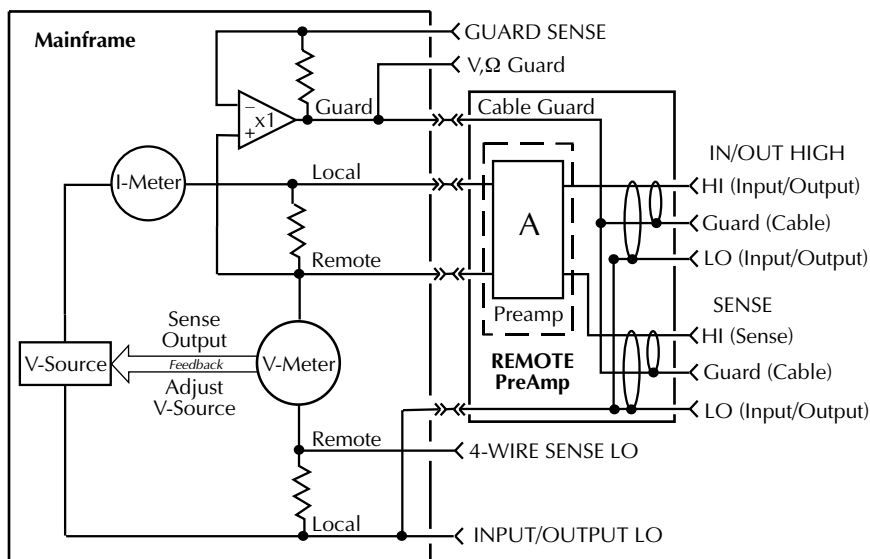 Mainframe
GUARD SENSE
V,Ω Guard
−
x1
+
Guard
Cable Guard
I-Meter
Local
IN/OUT HIGH
HI (Input/Output)
A
Guard (Cable)
Remote
LO (Input/Output)
Preamp
SENSE
Sense
Output
HI (Sense)
V-Source
Feedback
V-Meter
REMOTE
PreAmp
Guard (Cable)
Adjust
V-Source
LO (Input/Output)
Remote
4-WIRE SENSE LO
Local
INPUT/OUTPUT LO